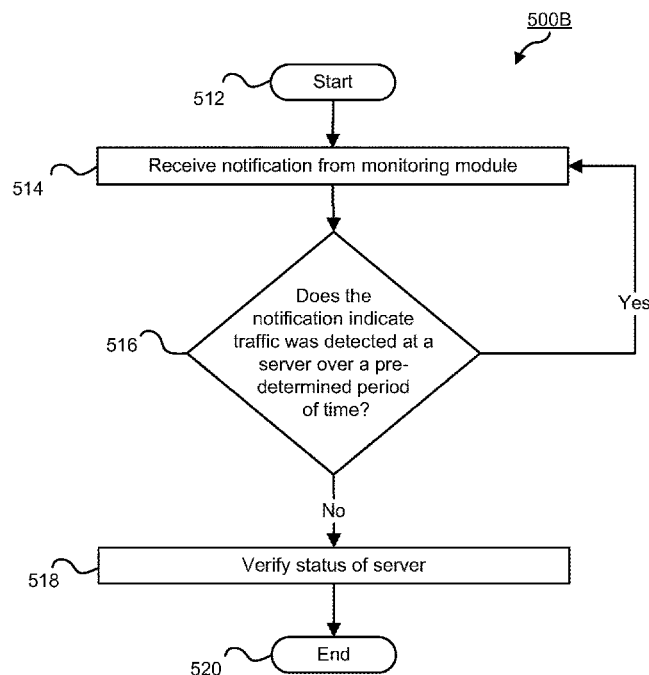 500B
Start
512
Receive notification from monitoring module
514
Does the
notification indicate
traffic was detected at a
server over a pre-
determined period
of time?
516
Yes
No
Verify status of server
518
End
520